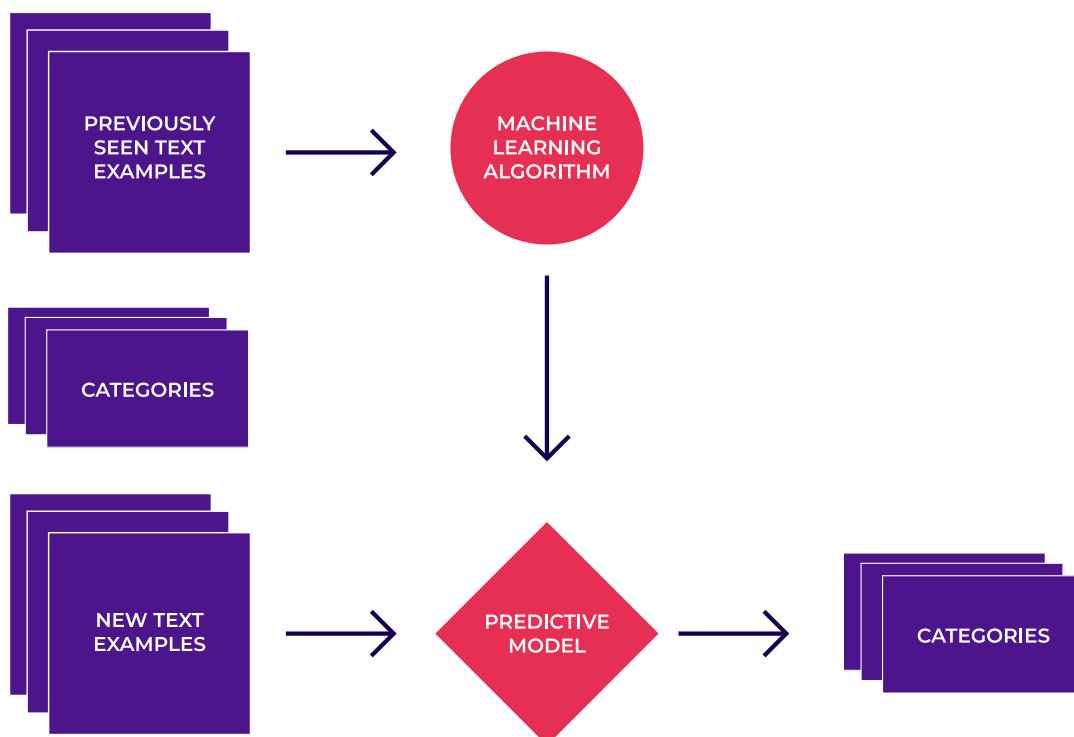 PREVIOUSLY
SEEN TEXT
EXAMPLES
MACHINE
LEARNING
ALGORITHM
CATEGORIES
NEW TEXT
EXAMPLES
PREDICTIVE
MODEL
CATEGORIES